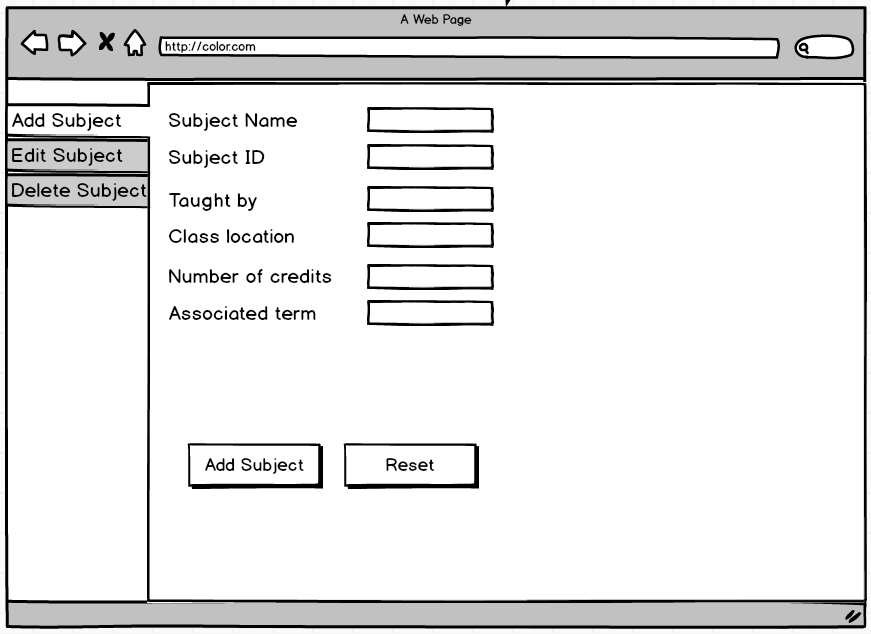 A Web Page
http://color.com
Add Subject
Edit Subject
Delete Subject
Subject Name
Subject ID
Taught by
Class location
Number of credits
Associated term
Add Subject
Reset